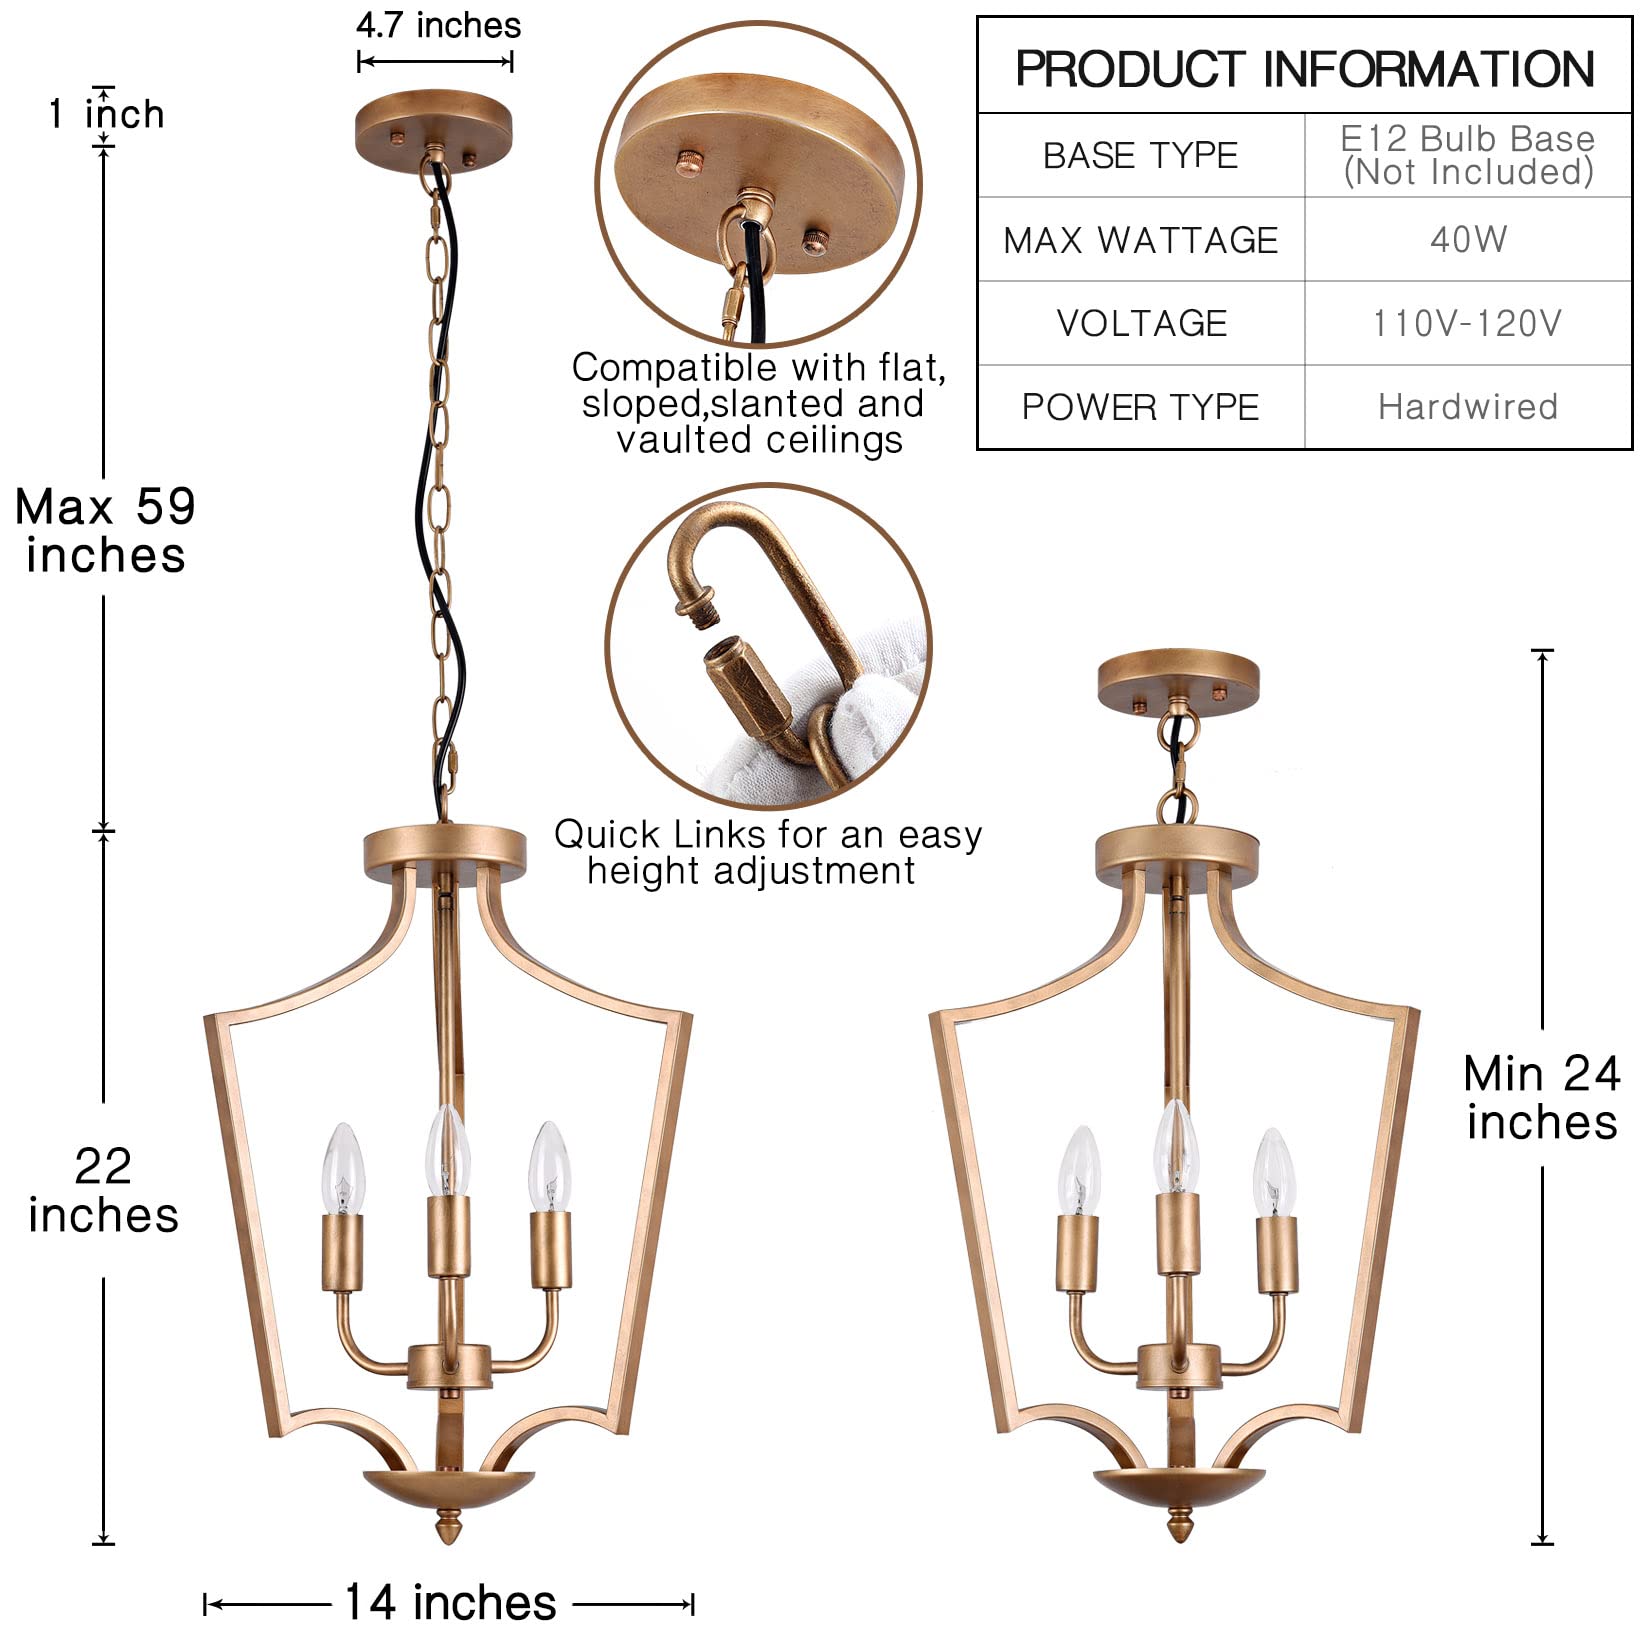 4.7 inches
1 inch
Max 59
inches
22
inches
14 inches
Compatible with flat,
sloped,slanted and
vaulted ceilings
Quick Links for an easy
height adjustment
PRODUCT INFORMATION
BASE TYPE
E12 Bulb Base
(Not Included)
MAX WATTAGE
40W
VOLTAGE
110V-120V
POWER TYPE
Hardwired
Min 24
inches